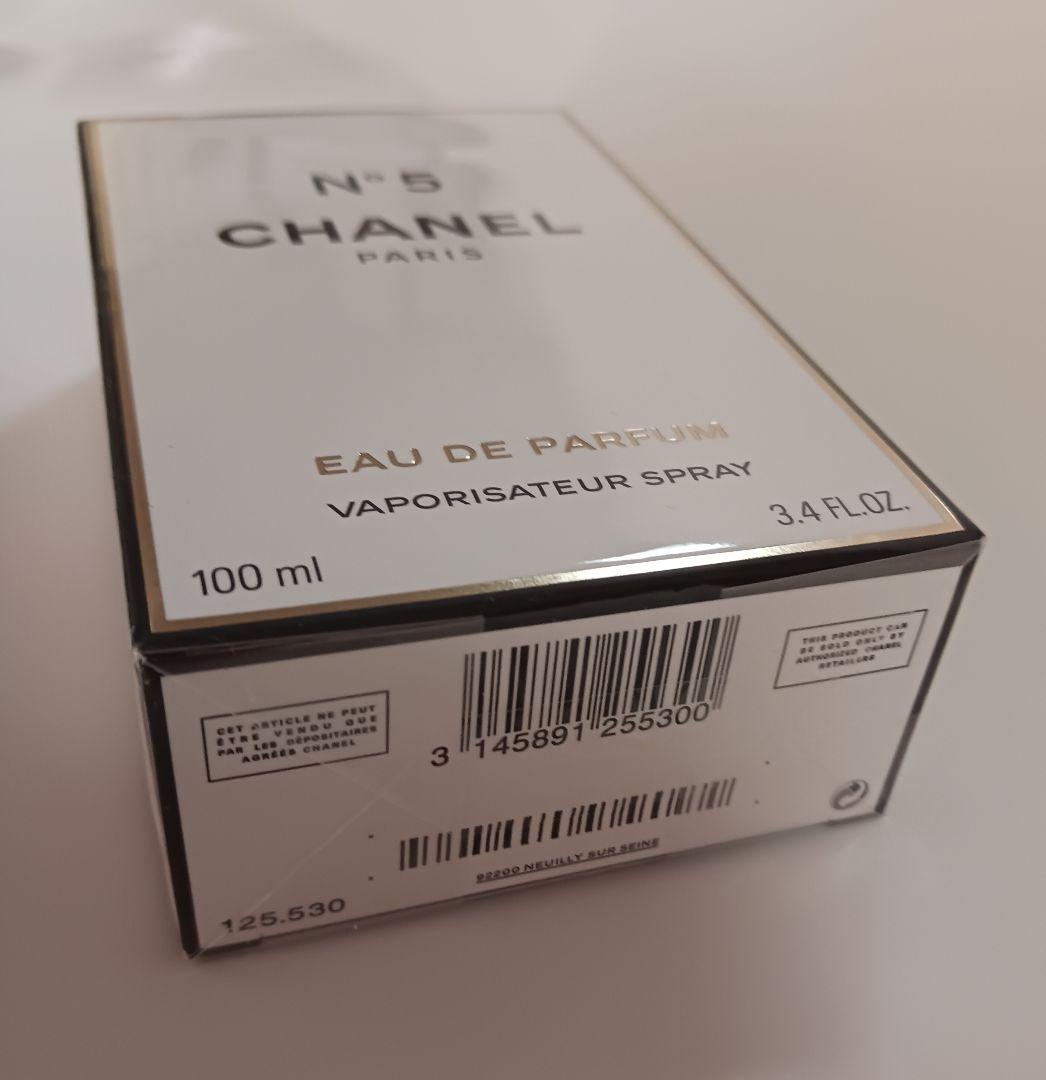 N° 5
CHANEL
PARIS
EAU DE PARFUM
VAPORISATEUR SPRAY
100 ml
3.4 FL.OZ.
CET ARTICLE NE PEUT
ÊTRE VENDU QUE
PAR LES DÉPOSITAIRES
AGRÉÉS CHANEL
3 145891 255300
THIS PRODUCT CAN
BE SOLD ONLY BY
AUTHORIZED CHANEL
RETAILERS
92200 NEUILLY SUR SEINE
125.530